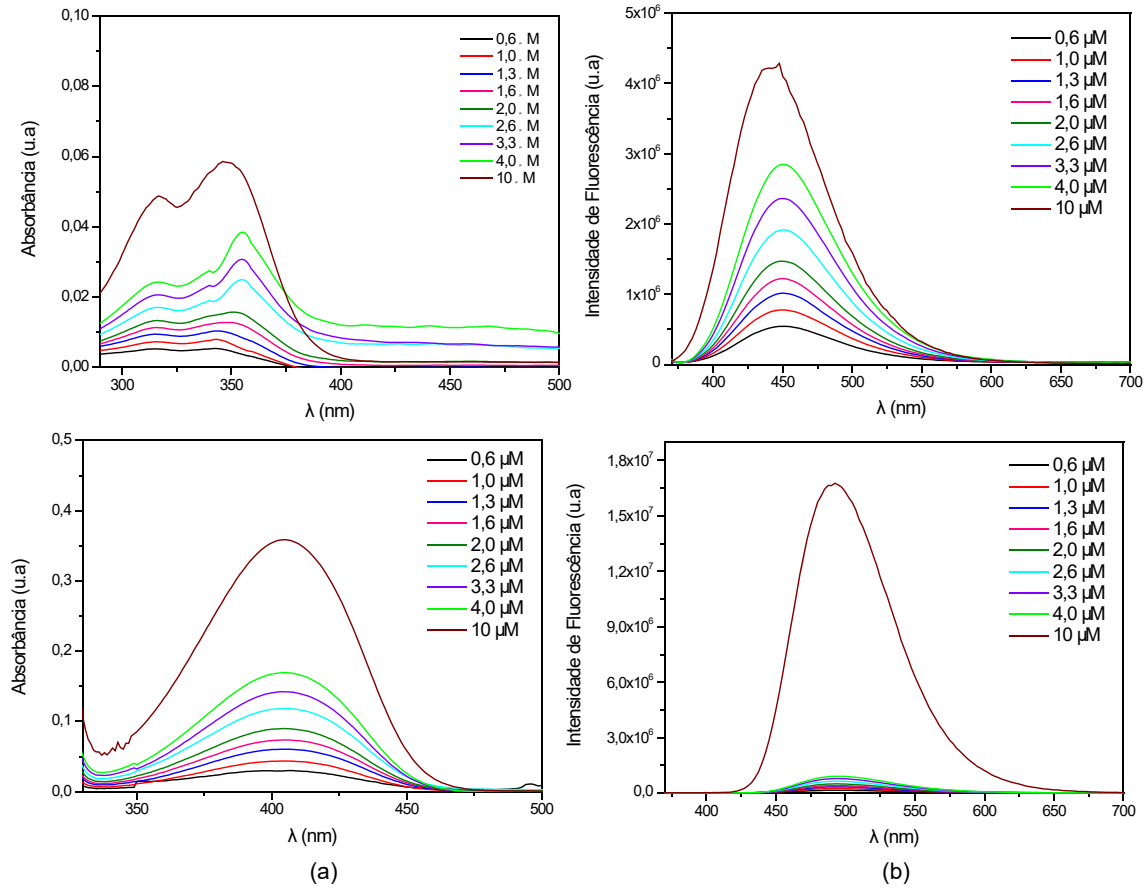 0,10
0,08
0,06
0,04
0,02
0,00
300
350
400
450
500
Absorbância (u.a)
λ (nm)
0,6 . M
1,0 . M
1,3 . M
1,6 . M
2,0 . M
2,6 . M
3,3 . M
4,0 . M
10 . M
5x10⁶
4x10⁶
3x10⁶
2x10⁶
1x10⁶
0
400
450
500
550
600
650
700
Intensidade de Fluorescência (u.a)
λ (nm)
0,6 µM
1,0 µM
1,3 µM
1,6 µM
2,0 µM
2,6 µM
3,3 µM
4,0 µM
10 µM
0,5
0,4
0,3
0,2
0,1
0,0
350
400
450
500
Absorbância (u.a)
λ (nm)
0,6 µM
1,0 µM
1,3 µM
1,6 µM
2,0 µM
2,6 µM
3,3 µM
4,0 µM
10 µM
(a)
1,8x10⁷
1,5x10⁷
1,2x10⁷
9,0x10⁶
6,0x10⁶
3,0x10⁶
0,0
400
450
500
550
600
650
700
Intensidade de Fluorescência (u.a)
λ (nm)
0,6 µM
1,0 µM
1,3 µM
1,6 µM
2,0 µM
2,6 µM
3,3 µM
4,0 µM
10 µM
(b)